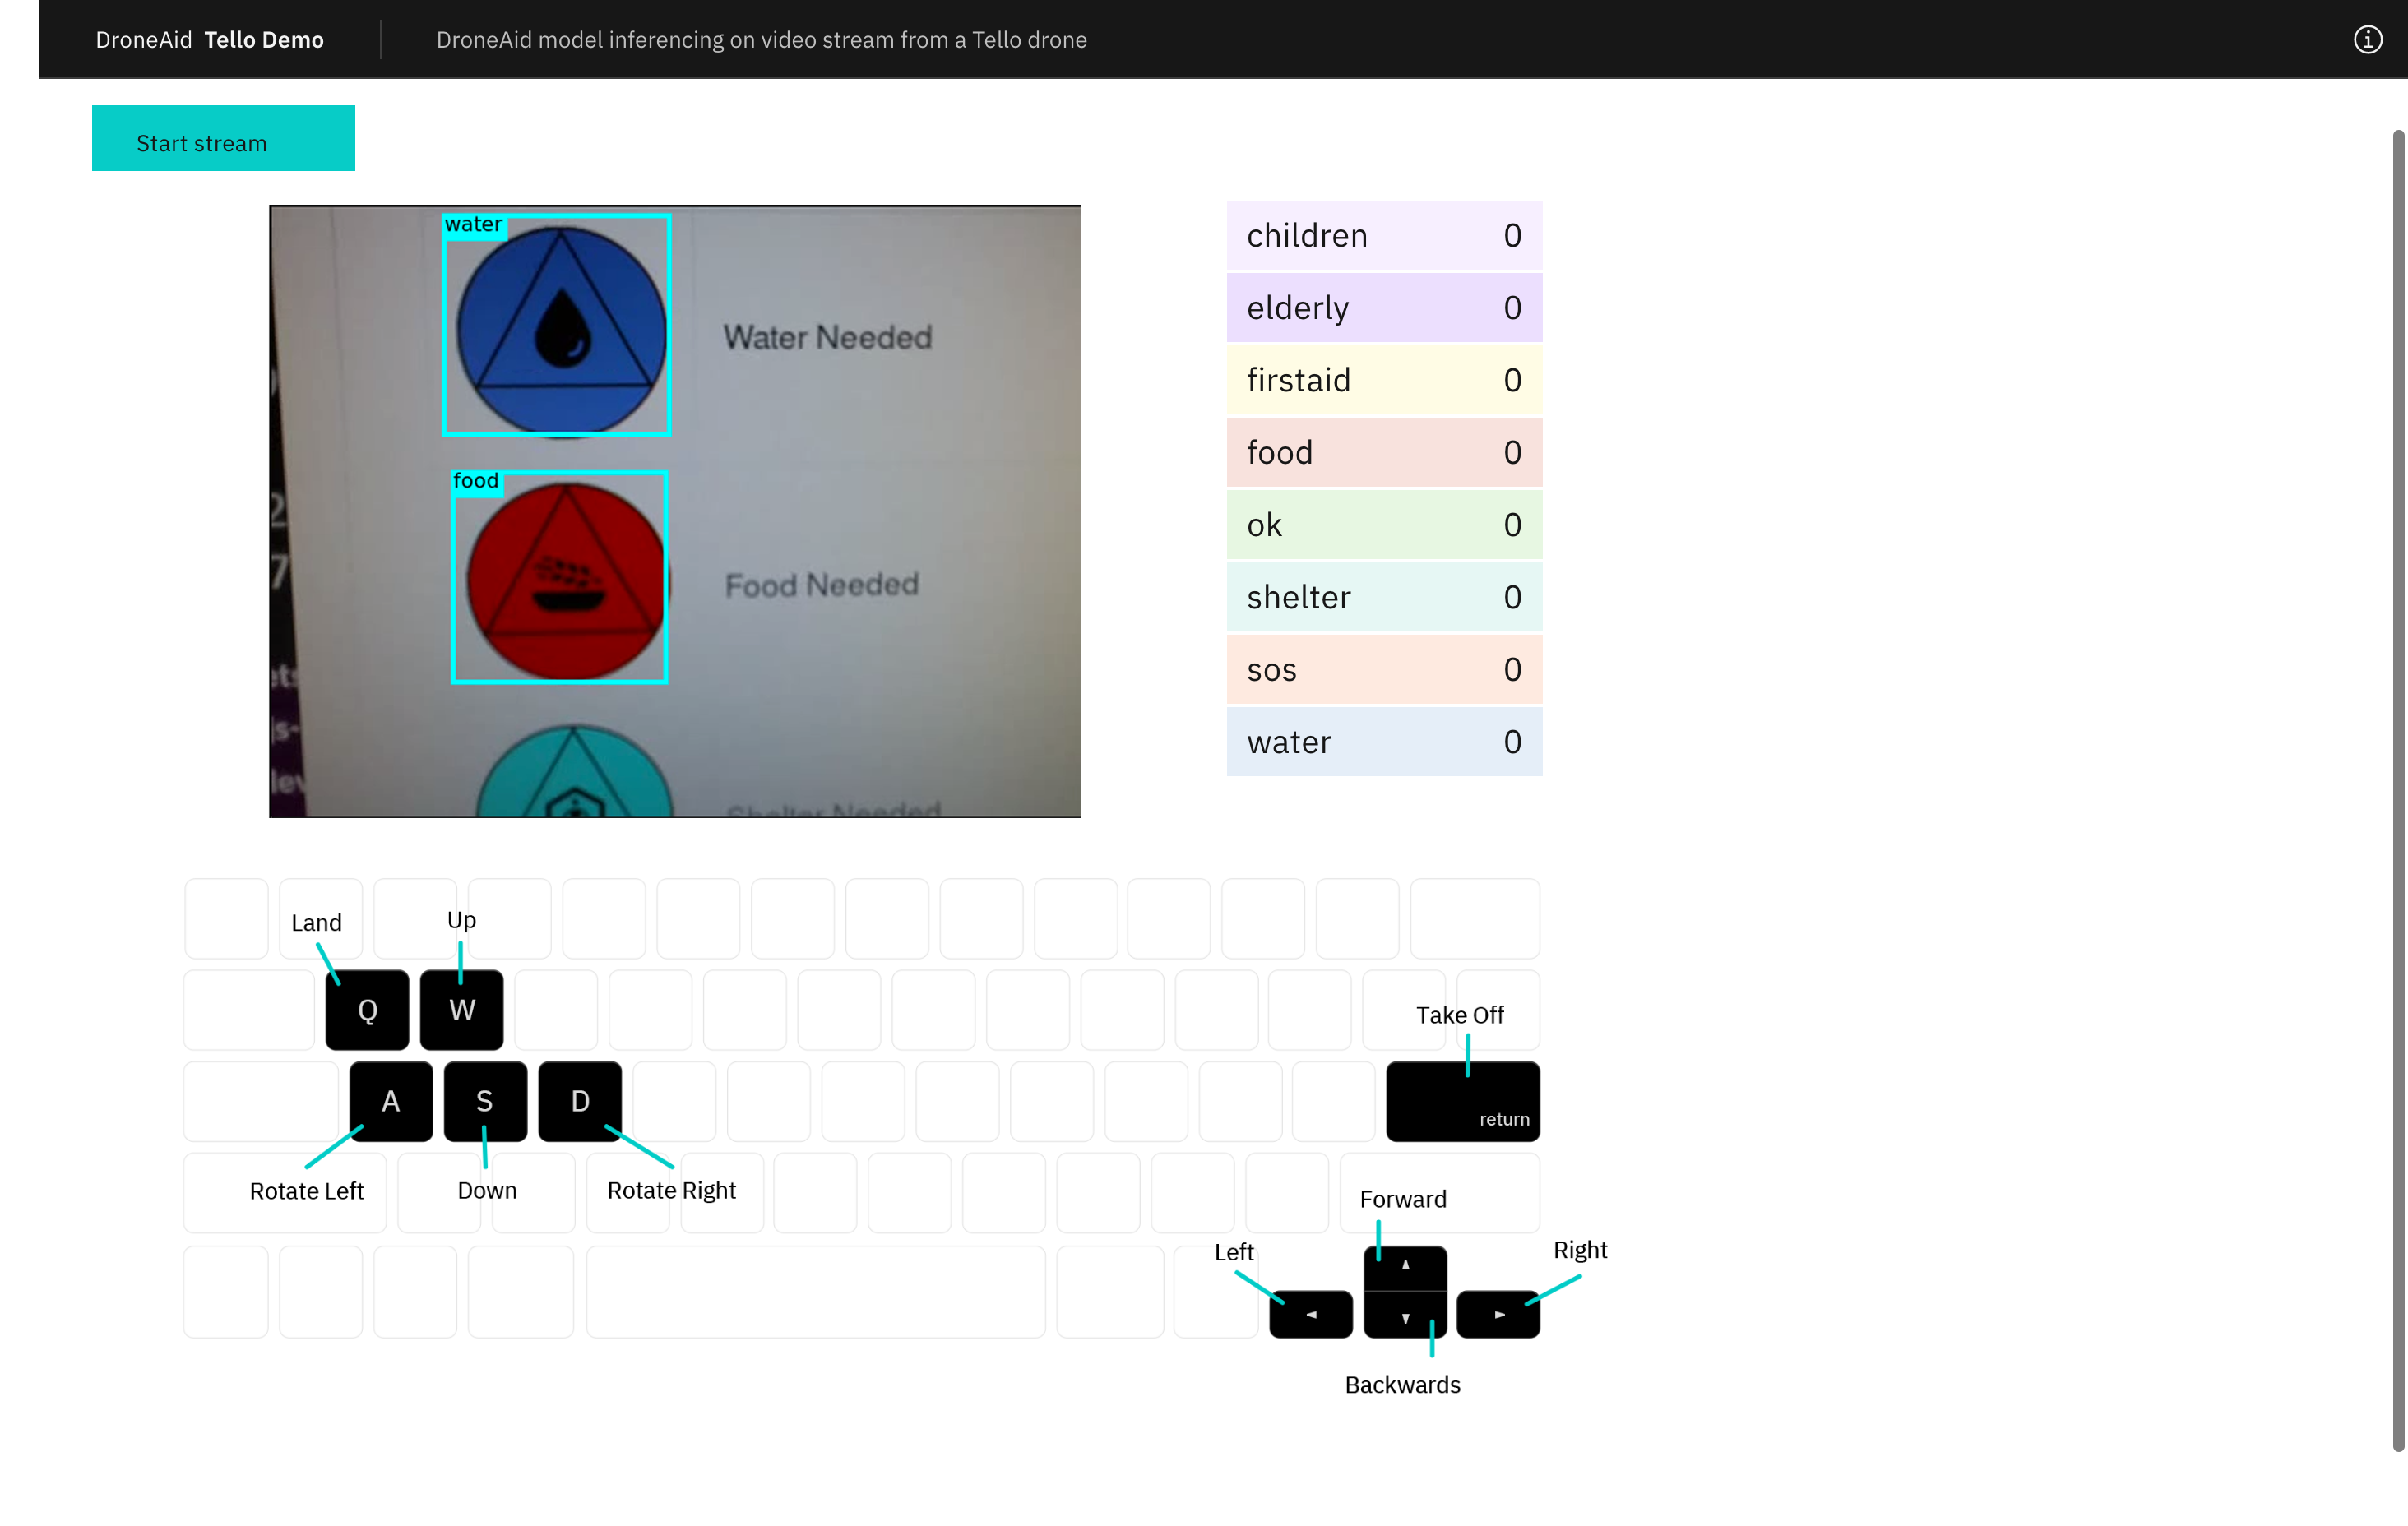 DroneAid Tello Demo
DroneAid model inferencing on video stream from a Tello drone
Start stream
water
Water Needed
food
Food Needed
Shelter Needed
children 0
elderly 0
firstaid 0
food 0
ok 0
shelter 0
sos 0
water 0
Land
Up
Q
W
Take Off
A
S
D
return
Rotate Left
Down
Rotate Right
Forward
Left
Right
Backwards